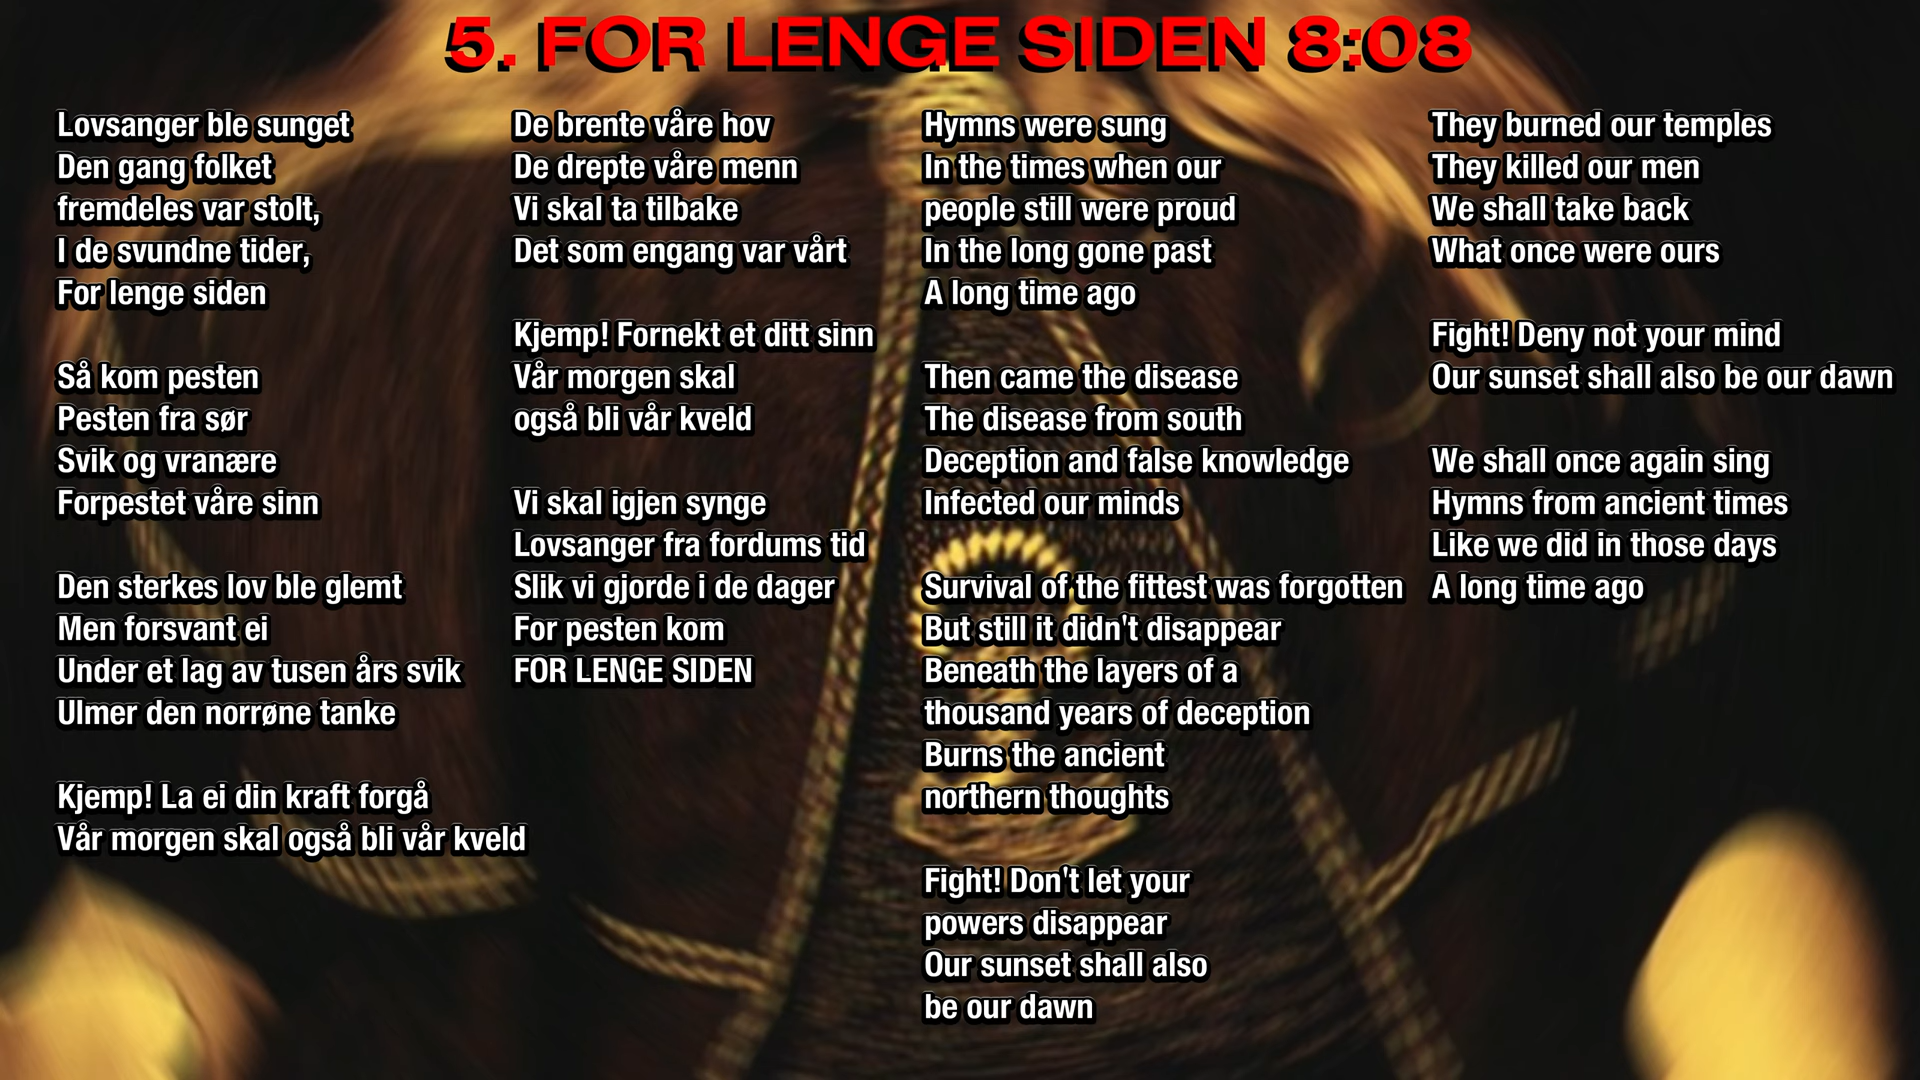 5. FOR LENGE SIDEN 8:08
Lovsanger ble sunget
Den gang folket
fremdeles var stolt,
I de svundne tider,
For lenge siden
Så kom pesten
Pesten fra sør
Svik og vranære
Forpestet våre sinn
Den sterkes lov ble glemt
Men forsvant ei
Under et lag av tusen års svik
Ulmer den norrøne tanke
Kjemp! La ei din kraft forgå
Vår morgen skal også bli vår kveld
De brente våre hov
De drepte våre menn
Vi skal ta tilbake
Det som engang var vårt
Kjemp! Fornekt et ditt sinn
Vår morgen skal
også bli vår kveld
Vi skal igjen synge
Lovsanger fra fordums tid
Slik vi gjorde i de dager
For pesten kom
FOR LENGE SIDEN
Hymns were sung
In the times when our
people still were proud
In the long gone past
A long time ago
Then came the disease
The disease from south
Deception and false knowledge
Infected our minds
Survival of the fittest was forgotten
But still it didn't disappear
Beneath the layers of a
thousand years of deception
Burns the ancient
northern thoughts
Fight! Don't let your
powers disappear
Our sunset shall also
be our dawn
They burned our temples
They killed our men
We shall take back
What once were ours
Fight! Deny not your mind
Our sunset shall also be our dawn
We shall once again sing
Hymns from ancient times
Like we did in those days
A long time ago